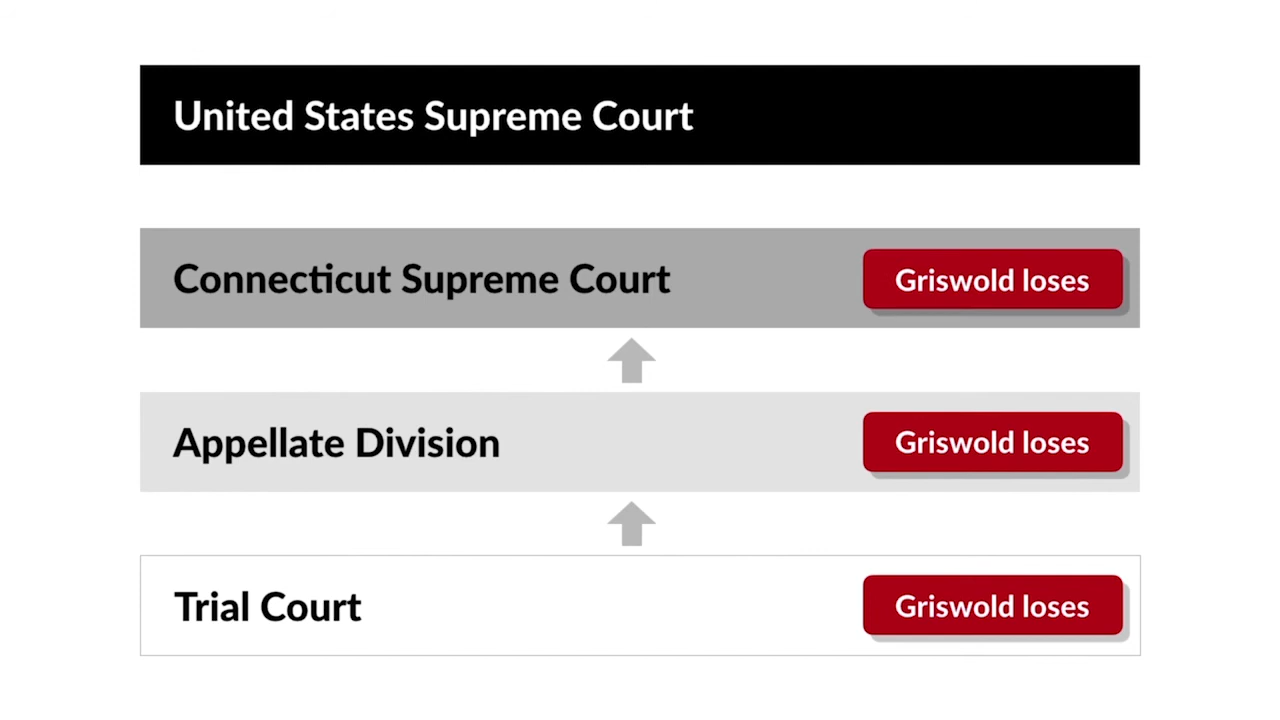 United States Supreme Court
Connecticut Supreme Court
Griswold loses
Appellate Division
Griswold loses
Trial Court
Griswold loses